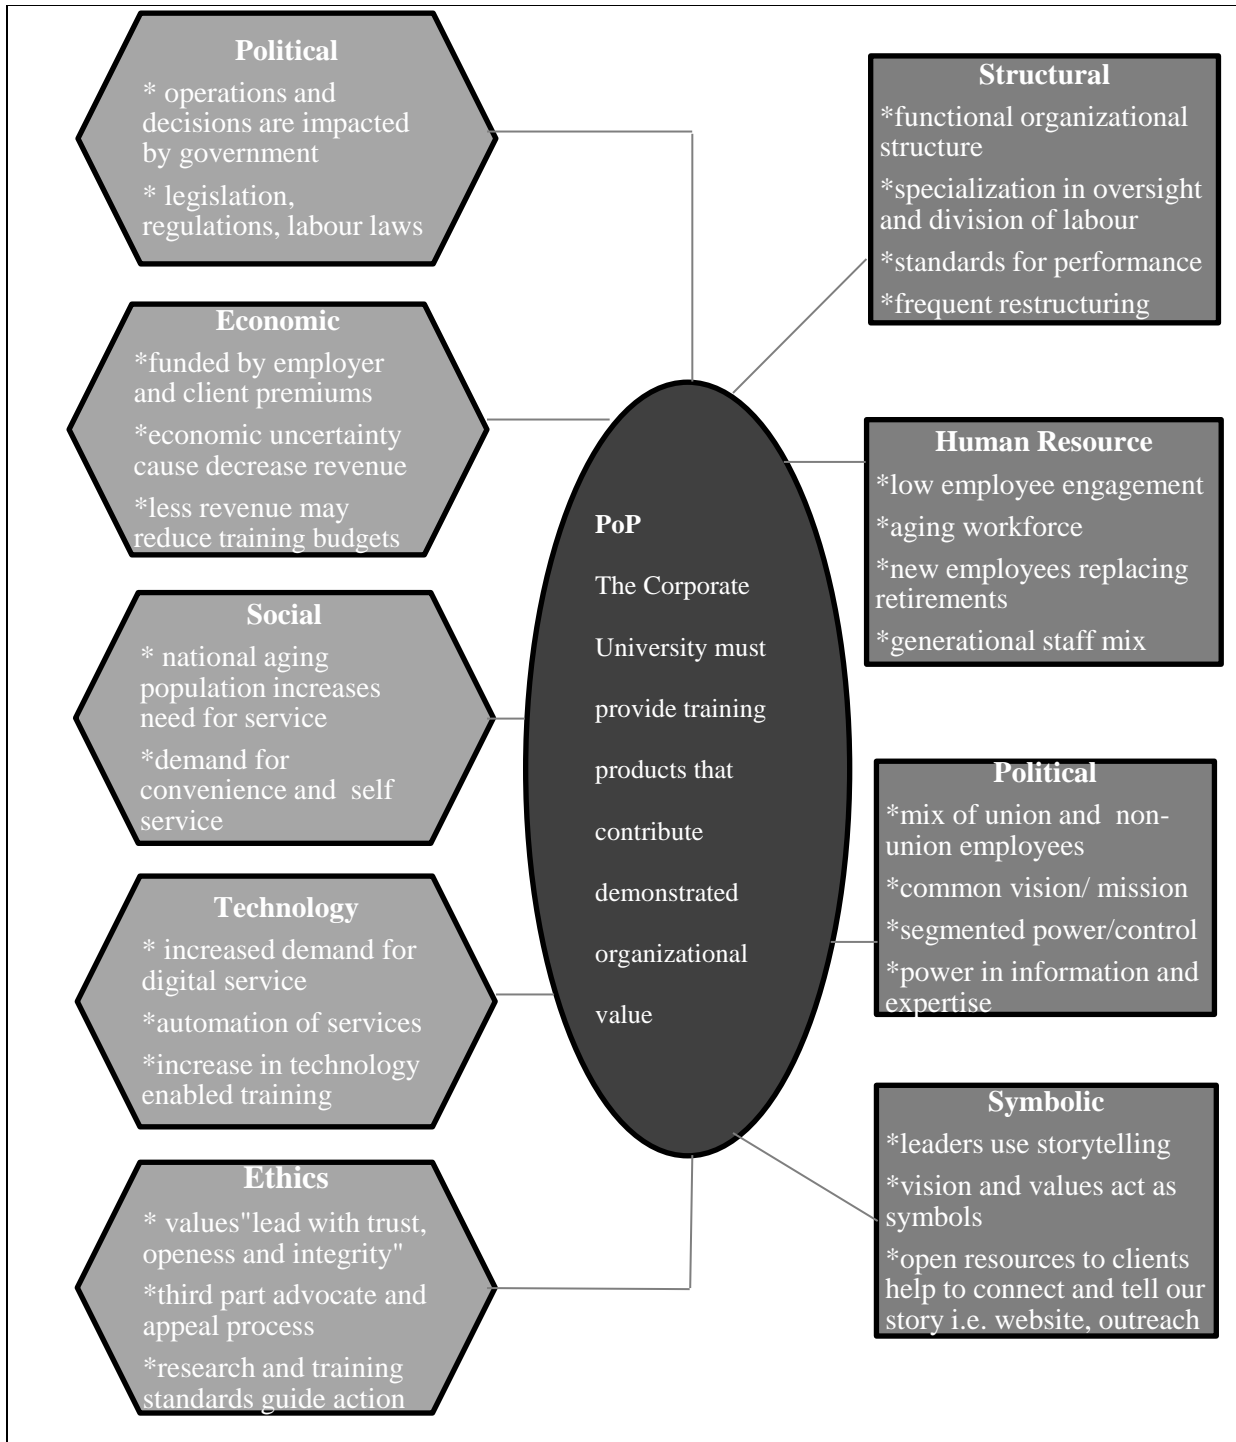 Political
* operations and
decisions are impacted
by government
* legislation,
regulations, labour laws
Economic
*funded by employer
and client premiums
*economic uncertainty
cause decrease revenue
*less revenue may
reduce training budgets
Social
* national aging
population increases
need for service
*demand for
convenience and  self
service
Technology
* increased demand for
digital service
*automation of services
*increase in technology
enabled training
Ethics
* values"lead with trust,
openess and integrity"
*third part advocate and
appeal process
*research and training
standards guide action
PoP
The Corporate
University must
provide training
products that
contribute
demonstrated
organizational
value
Structural
*functional organizational
structure
*specialization in oversight
and division of labour
*standards for performance
*frequent restructuring
Human Resource
*low employee engagement
*aging workforce
*new employees replacing
retirements
*generational staff mix
Political
*mix of union and  non-
union employees
*common vision/ mission
*segmented power/control
*power in information and
expertise
Symbolic
*leaders use storytelling
*vision and values act as
symbols
*open resources to clients
help to connect and tell our
story i.e. website, outreach